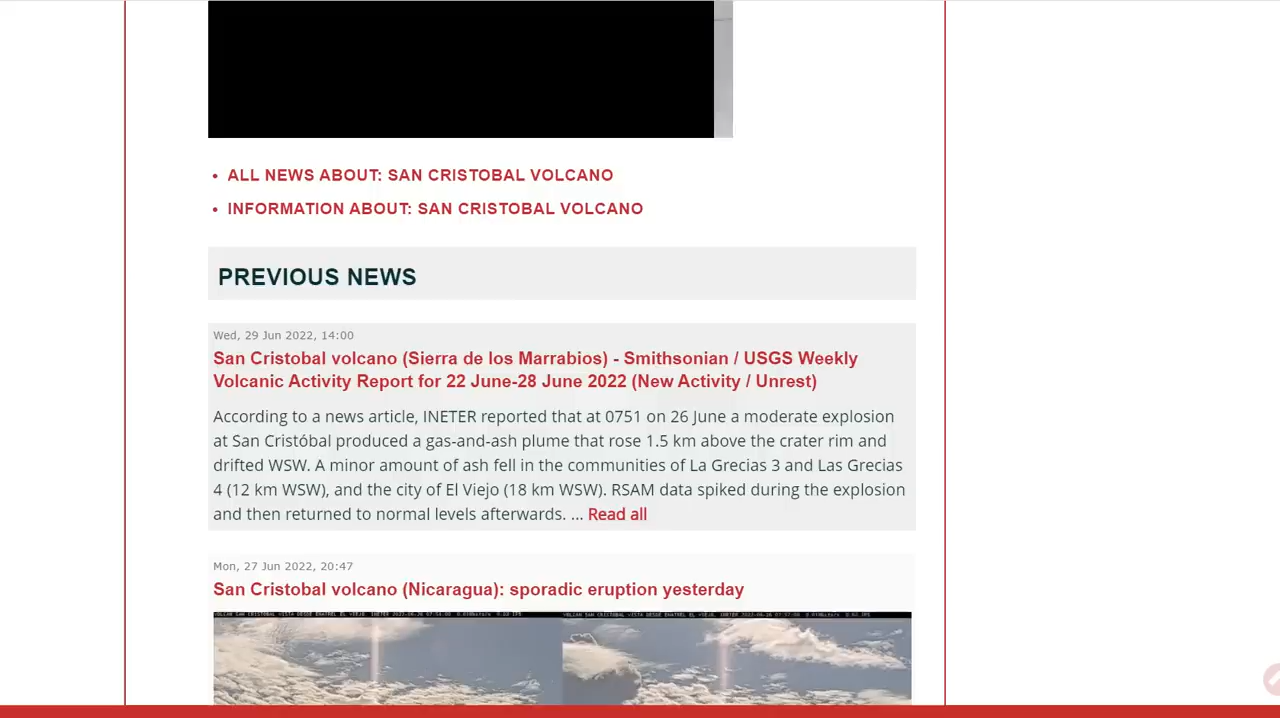 ALL NEWS ABOUT: SAN CRISTOBAL VOLCANO
INFORMATION ABOUT: SAN CRISTOBAL VOLCANO
PREVIOUS NEWS
Wed, 29 Jun 2022, 14:00
San Cristobal volcano (Sierra de los Marrabios) - Smithsonian / USGS Weekly
Volcanic Activity Report for 22 June-28 June 2022 (New Activity / Unrest)
According to a news article, INETER reported that at 0751 on 26 June a moderate explosion
at San Cristóbal produced a gas-and-ash plume that rose 1.5 km above the crater rim and
drifted WSW. A minor amount of ash fell in the communities of La Grecias 3 and Las Grecias
4 (12 km WSW), and the city of El Viejo (18 km WSW). RSAM data spiked during the explosion
and then returned to normal levels afterwards. ... Read all
Mon, 27 Jun 2022, 20:47
San Cristobal volcano (Nicaragua): sporadic eruption yesterday